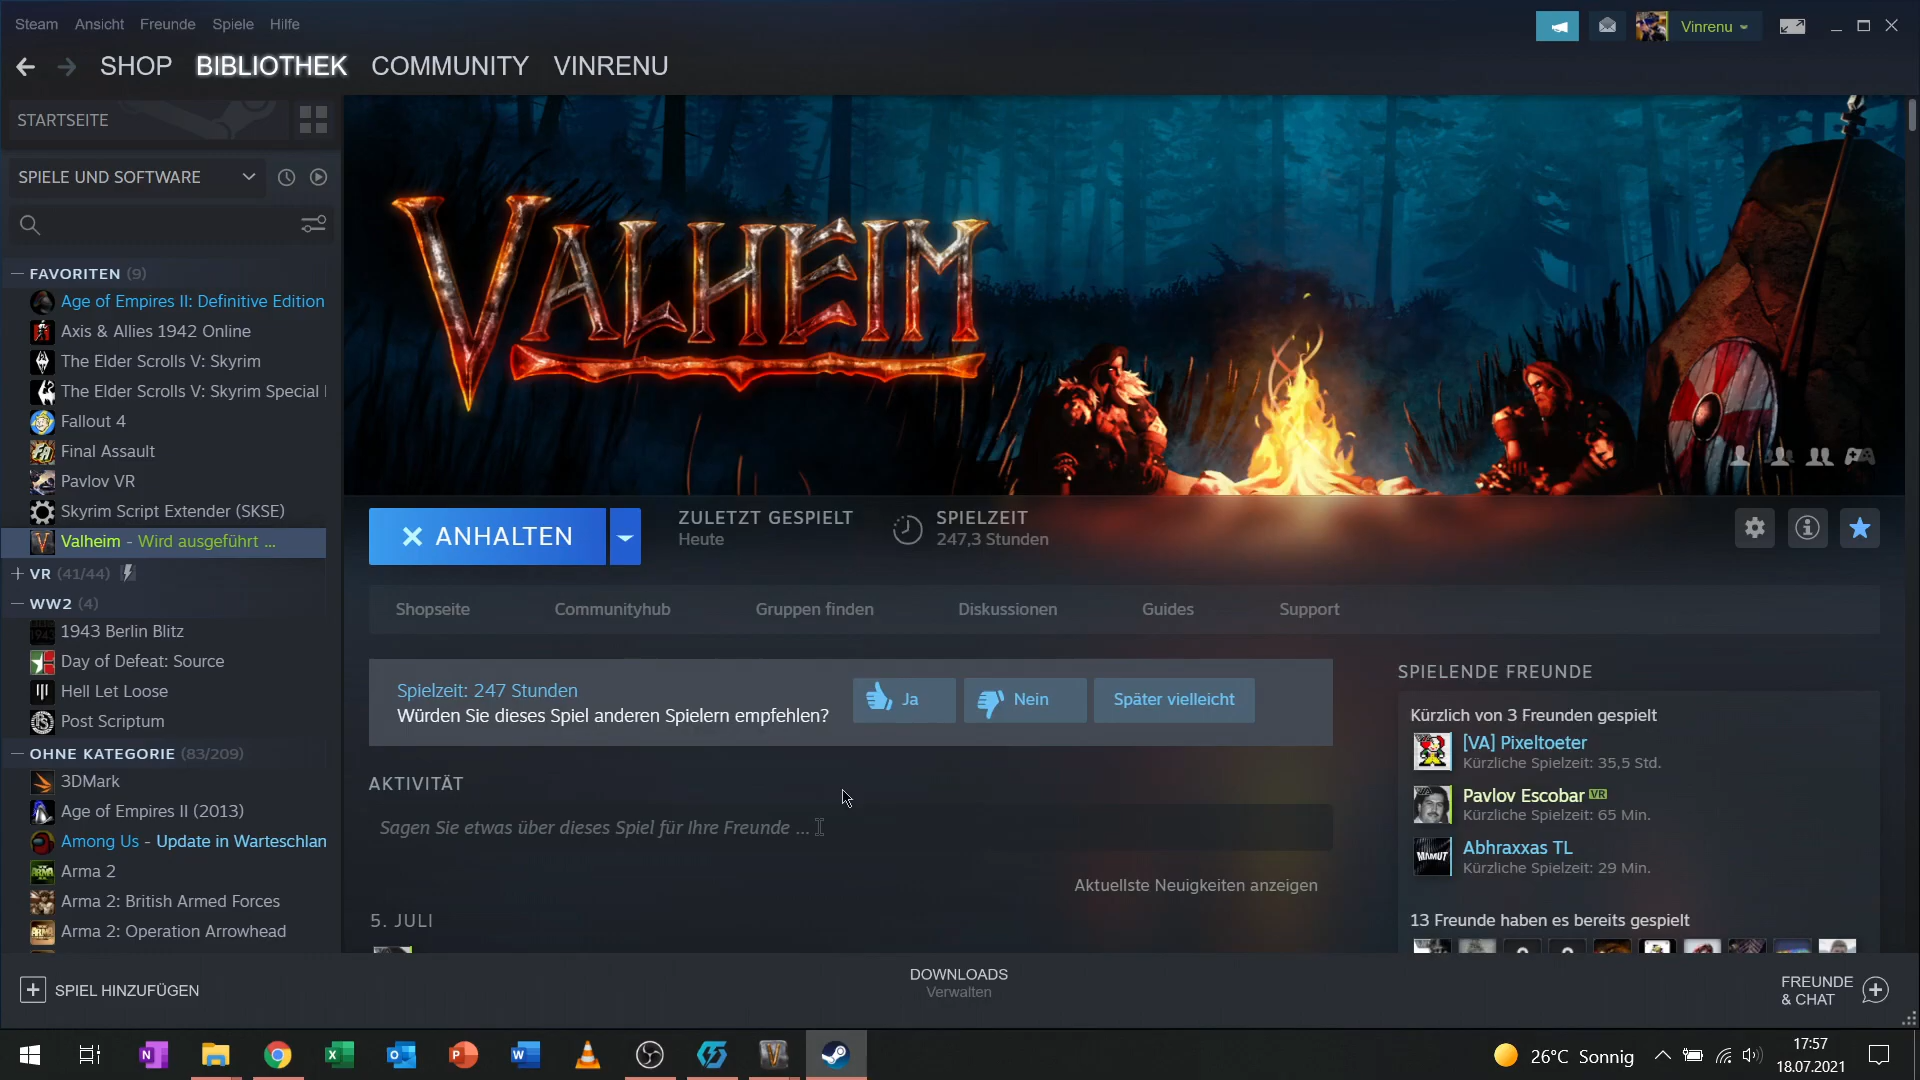 Steam Ansicht Freunde Spiele Hilfe
Vinrenu
SHOP BIBLIOTHEK COMMUNITY VINRENU
STARTSEITE
SPIELE UND SOFTWARE
— FAVORITEN (9)
Age of Empires II: Definitive Edition
Axis & Allies 1942 Online
The Elder Scrolls V: Skyrim
The Elder Scrolls V: Skyrim Special
Fallout 4
Final Assault
Pavlov VR
Skyrim Script Extender (SKSE)
Valheim - Wird ausgeführt ...
+ VR (41/44)
— WW2 (4)
1943 Berlin Blitz
Day of Defeat: Source
Hell Let Loose
Post Scriptum
— OHNE KATEGORIE (83/209)
3DMark
Age of Empires II (2013)
Among Us - Update in Warteschlan
Arma 2
Arma 2: British Armed Forces
Arma 2: Operation Arrowhead
VALHEIM
ANHALTEN
ZULETZT GESPIELT
Heute
SPIELZEIT
247,3 Stunden
Shopseite Communityhub Gruppen finden Diskussionen Guides Support
Spielzeit: 247 Stunden
Würden Sie dieses Spiel anderen Spielern empfehlen?
Ja Nein Später vielleicht
AKTIVITÄT
Sagen Sie etwas über dieses Spiel für Ihre Freunde ...
Aktuellste Neuigkeiten anzeigen
5. JULI
SPIELENDE FREUNDE
Kürzlich von 3 Freunden gespielt
[VA] Pixeltoeter
Kürzliche Spielzeit: 35,5 Std.
Pavlov Escobar VR
Kürzliche Spielzeit: 65 Min.
Abhraxxas TL
Kürzliche Spielzeit: 29 Min.
13 Freunde haben es bereits gespielt
SPIEL HINZUFÜGEN
DOWNLOADS
Verwalten
FREUNDE
& CHAT
26°C Sonnig
17:57
18.07.2021